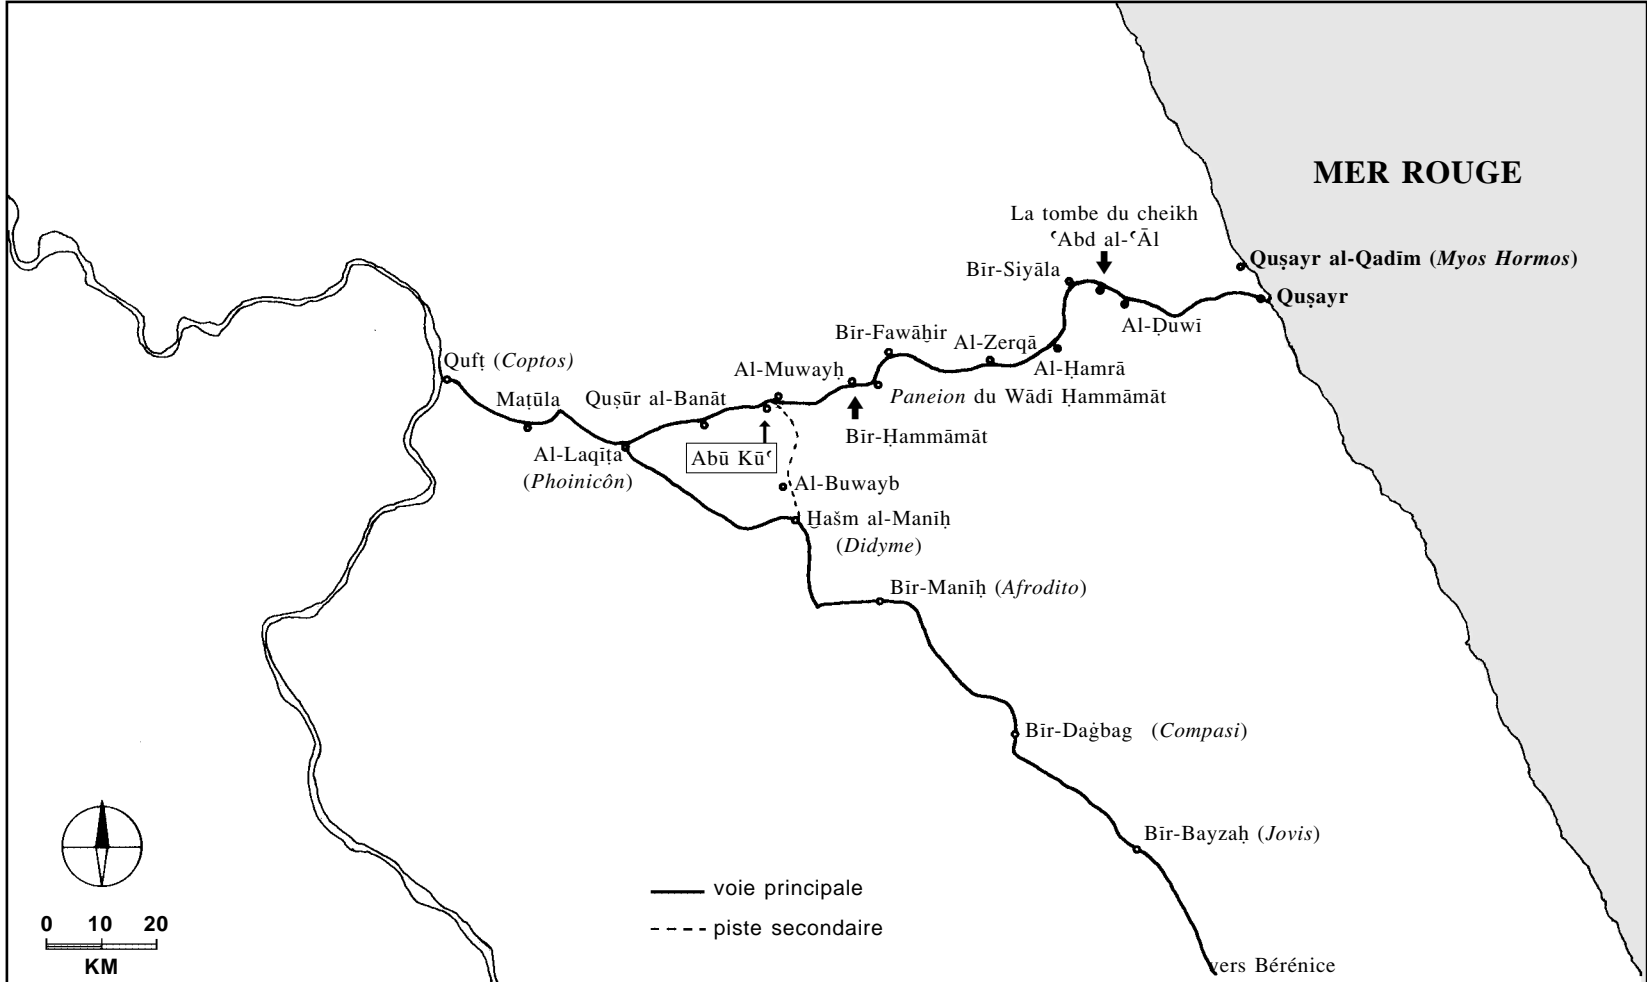 MER ROUGE
La tombe du cheikh
ʿAbd al-ʿĀl
Bīr-Siyāla
Quṣayr al-Qadīm (Myos Hormos)
Quṣayr
Al-Ḍuwī
Bīr-Fawāḫir
Al-Zerqā
Al-Ḥamrā
Quft (Coptos)
Al-Muwayḥ
Paneion du Wādī Ḥammāmāt
Maṭūla
Quṣūr al-Banāt
Bīr-Ḥammāmāt
Al-Laqīṭa
(Phoinicôn)
Abū Kūʿ
Al-Buwayb
Ḫašm al-Manīḥ
(Didyme)
Bīr-Manīḥ (Afrodito)
Bīr-Daġbag (Compasi)
Bīr-Bayzaḥ (Jovis)
voie principale
piste secondaire
0 10 20
KM
vers Bérénice